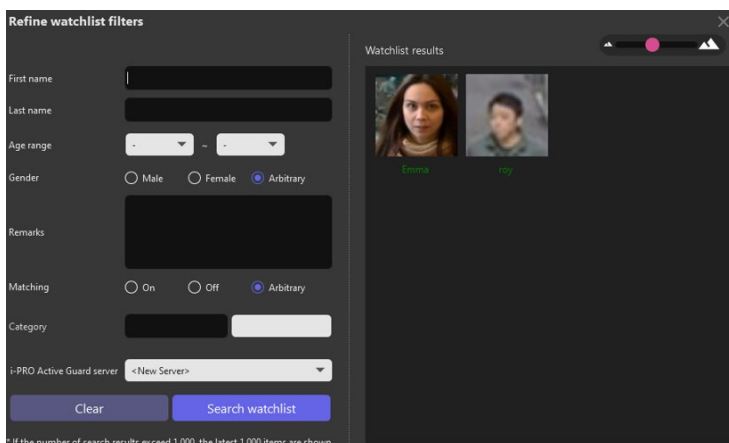 Refine watchlist filters
Watchlist results
First name
Last name
Age range
- ~ -
Gender
Male Female Arbitrary
Remarks
Matching
On Off Arbitrary
Category
i-PRO Active Guard server <New Server>
Clear Search watchlist
* If the number of search results exceed 1,000, the latest 1,000 items are shown
Emma roy